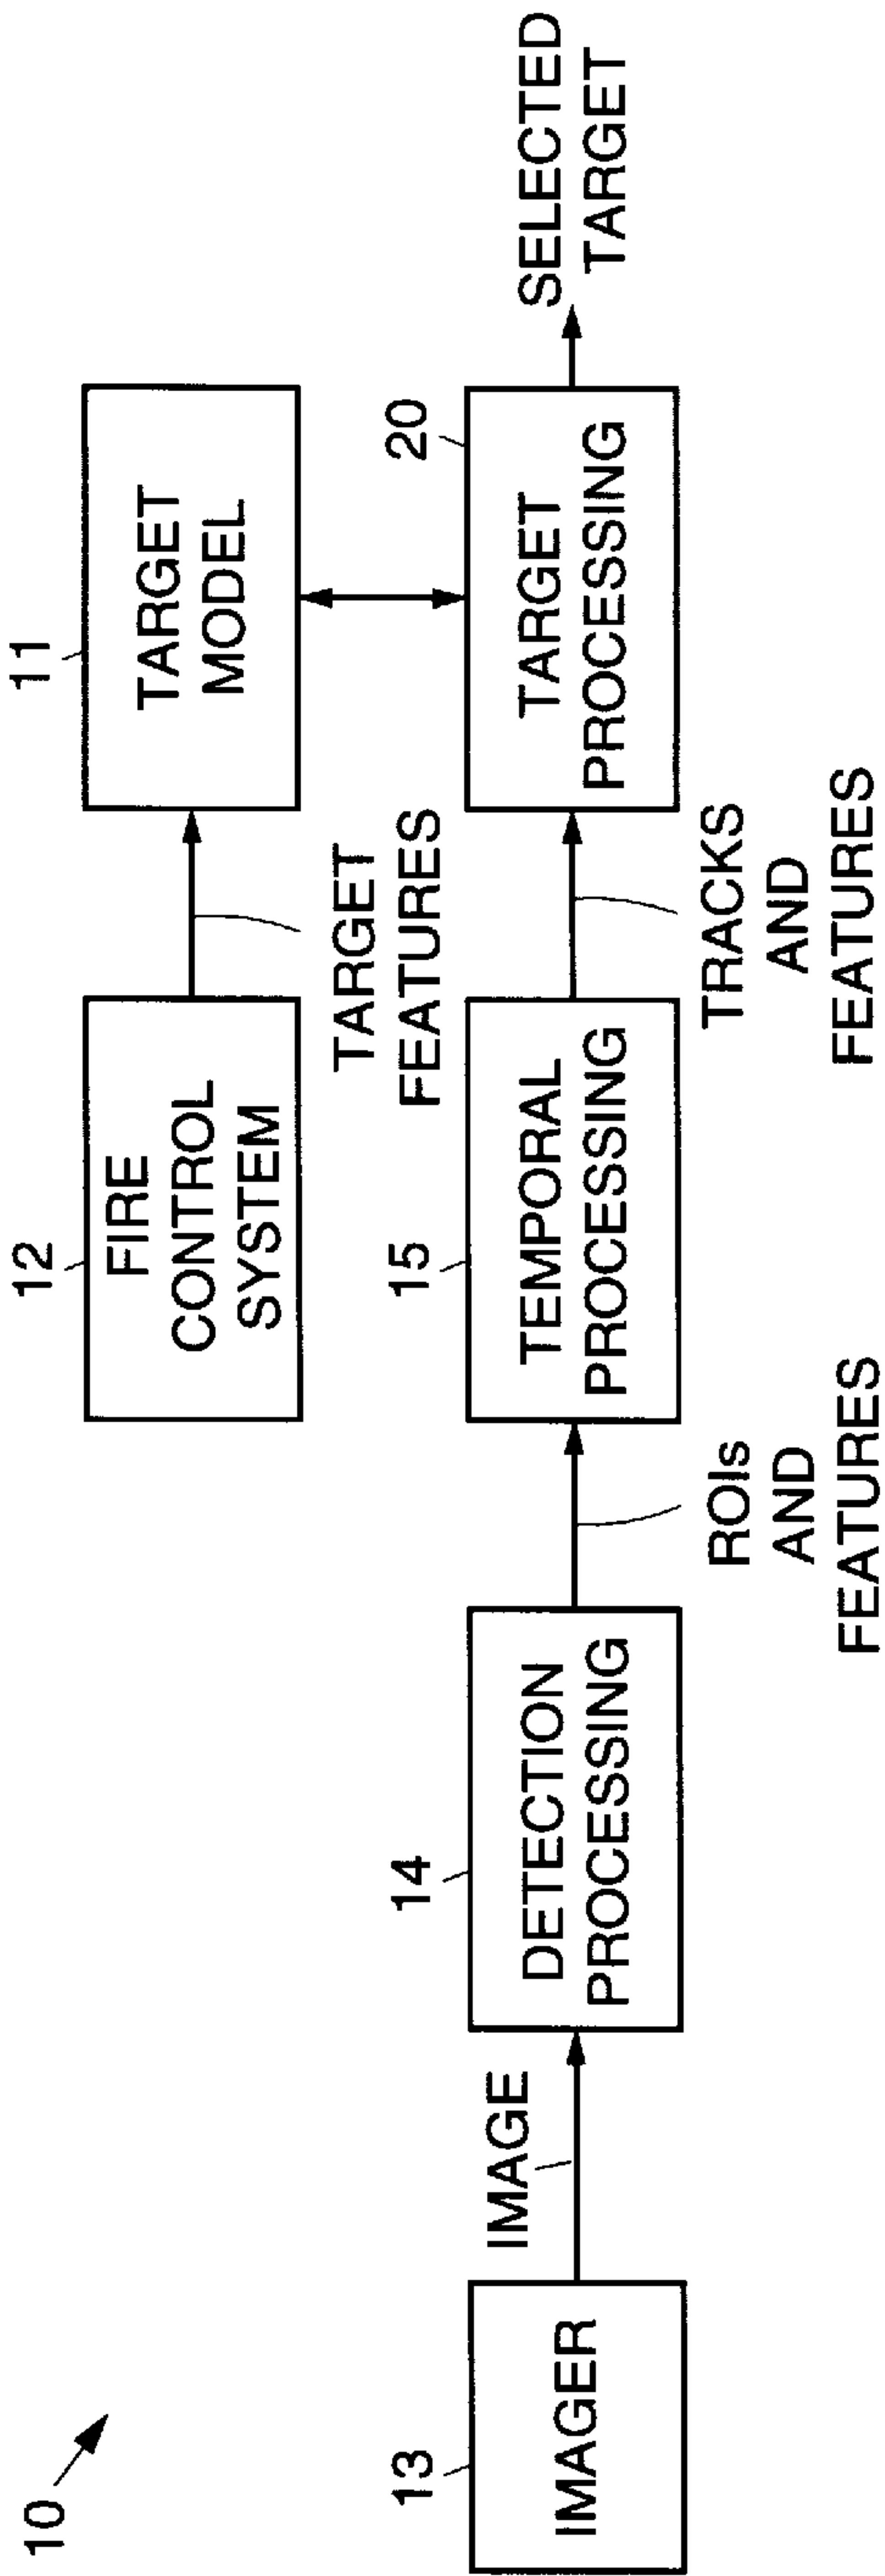 10
12
FIRE
CONTROL
SYSTEM
TARGET
FEATURES
11
TARGET
MODEL
13
IMAGER
IMAGE
14
DETECTION
PROCESSING
ROIs
AND
FEATURES
15
TEMPORAL
PROCESSING
TRACKS
AND
FEATURES
20
TARGET
PROCESSING
SELECTED
TARGET